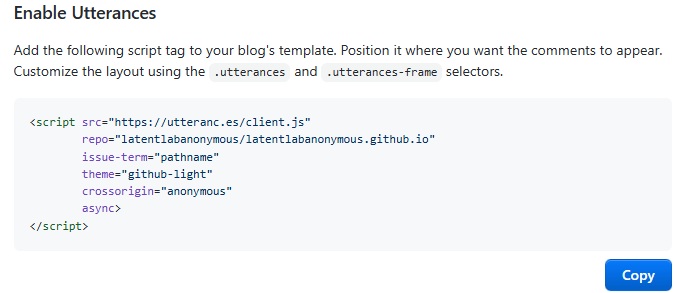 Enable Utterances
Add the following script tag to your blog's template. Position it where you want the comments to appear.
Customize the layout using the .utterances and .utterances-frame selectors.
<script src="https://utteranc.es/client.js"
        repo="latentlabanonymous/latentlabanonymous.github.io"
        issue-term="pathname"
        theme="github-light"
        crossorigin="anonymous"
        async>
</script>
Copy